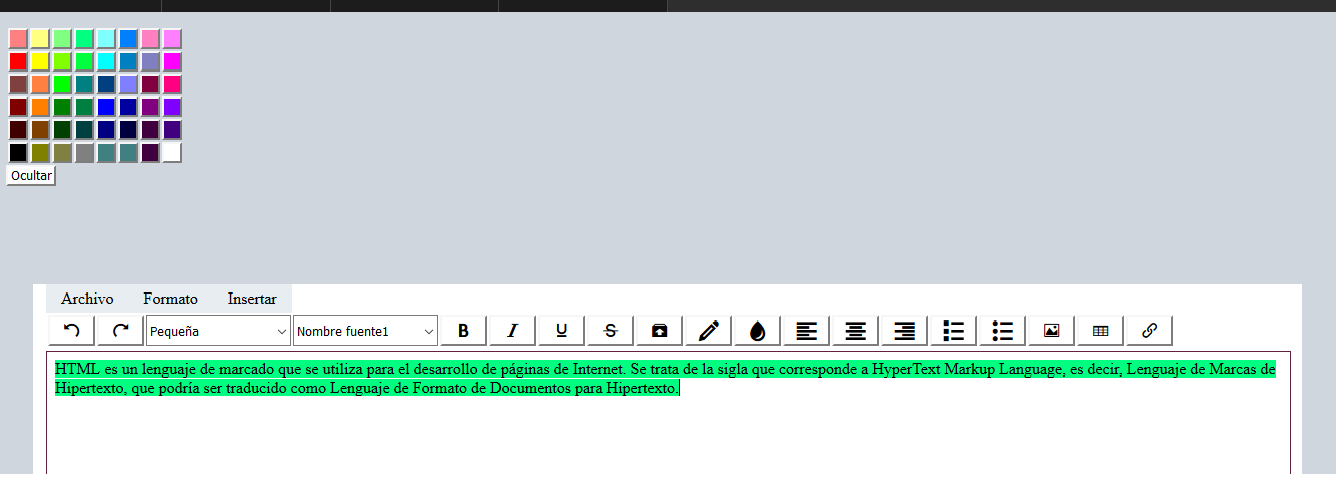 Ocultar
Archivo Formato Insertar
Pequeña Nombre fuente1 B I U S
HTML es un lenguaje de marcado que se utiliza para el desarrollo de páginas de Internet. Se trata de la sigla que corresponde a HyperText Markup Language, es decir, Lenguaje de Marcas de
Hipertexto, que podría ser traducido como Lenguaje de Formato de Documentos para Hipertexto.